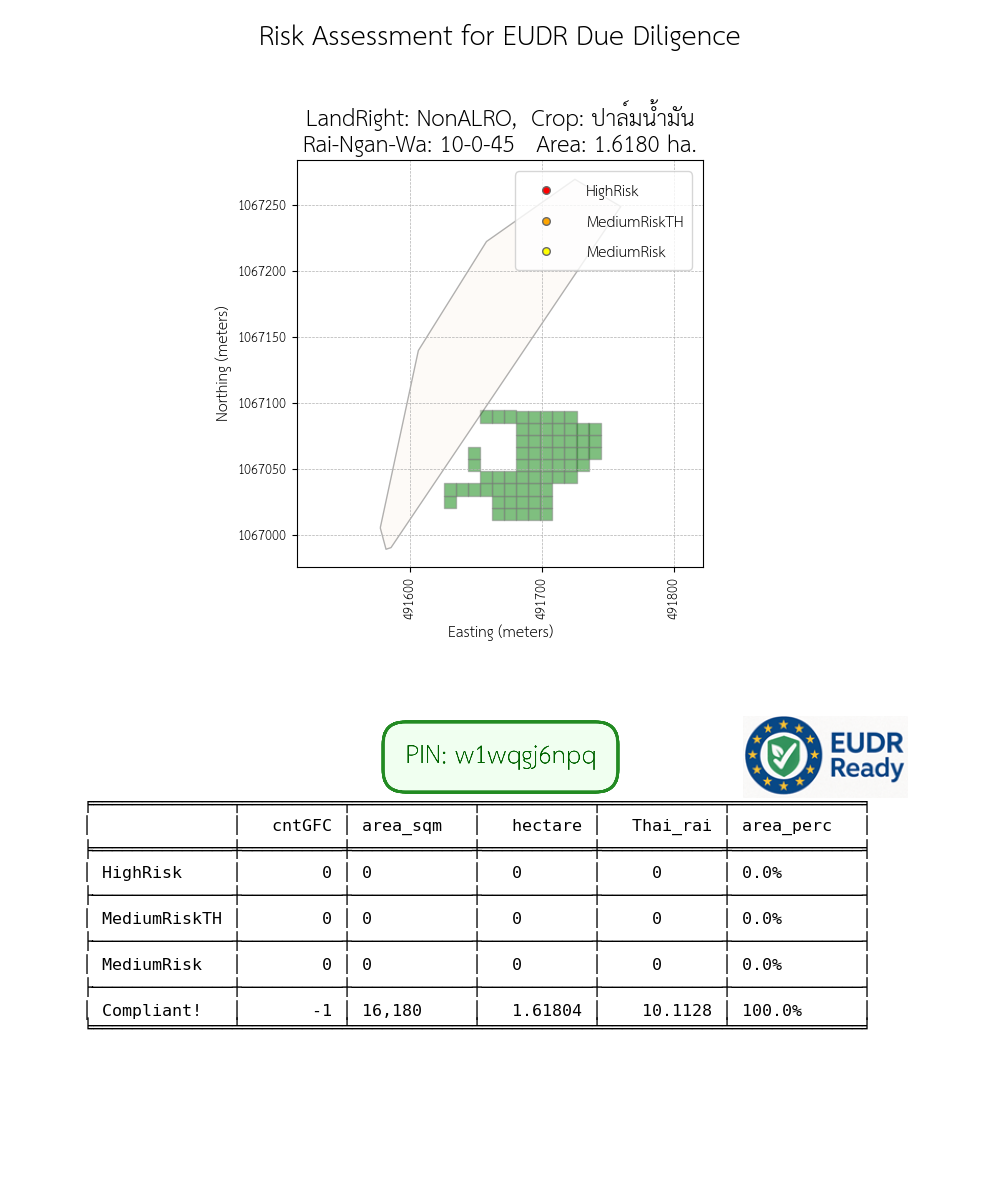 Risk Assessment for EUDR Due Diligence
LandRight: NonALRO,  Crop: ปาล์มน้ำมัน
Rai-Ngan-Wa: 10-0-45   Area: 1.6180 ha.
HighRisk
MediumRiskTH
MediumRisk
1067250
1067200
1067150
1067100
1067050
1067000
Northing (meters)
491600 491700 491800
Easting (meters)
PIN: w1wqgj6npq
EUDR
Ready
cntGFC area_sqm hectare Thai_rai area_perc
HighRisk 0 0 0 0 0.0%
MediumRiskTH 0 0 0 0 0.0%
MediumRisk 0 0 0 0 0.0%
Compliant! -1 16,180 1.61804 10.1128 100.0%